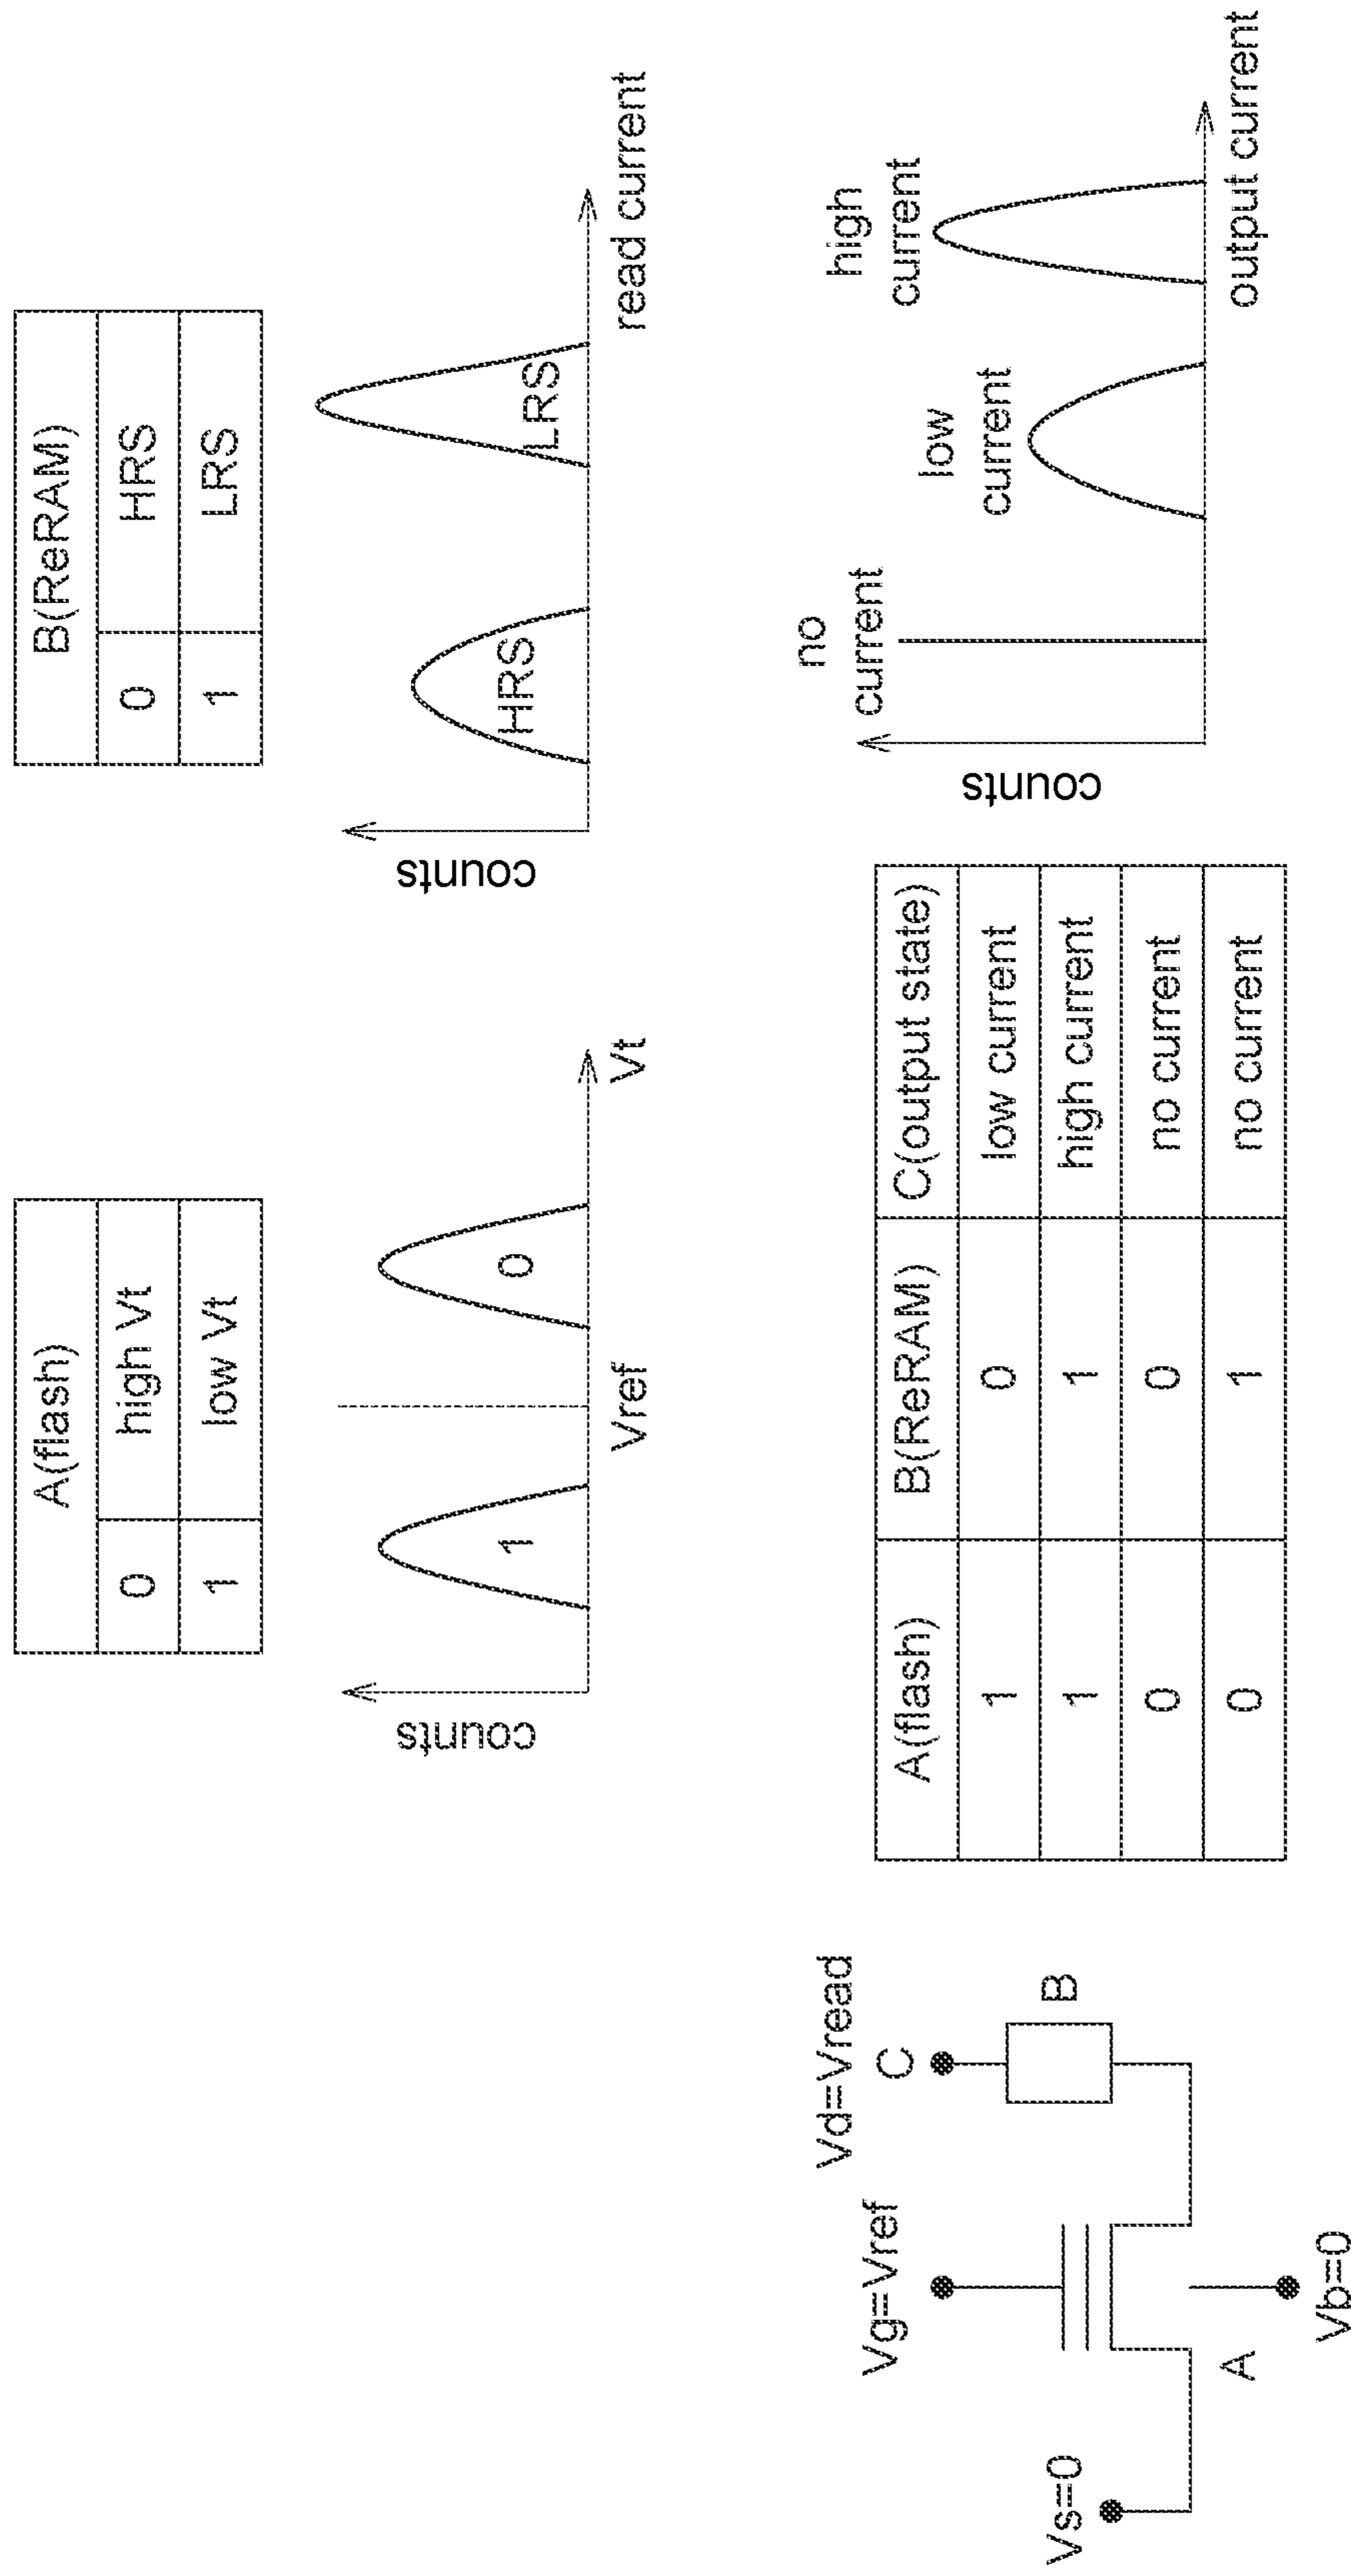 A(flash)
0 high Vt
1 low Vt
counts
1
0
Vref
Vt
B(ReRAM)
0 HRS
1 LRS
counts
HRS
LRS
read current
Vs=0
Vg=Vref
Vd=Vread
C
B
A
Vb=0
A(flash) B(ReRAM) C(output state)
1 0 low current
1 1 high current
0 0 no current
0 1 no current
counts
no
current
low
current
high
current
output current